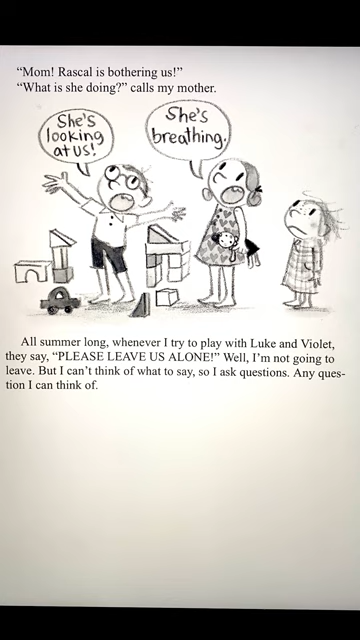 “Mom! Rascal is bothering us!”
“What is she doing?” calls my mother.
She's
looking
at us!
She's
breathing.
All summer long, whenever I try to play with Luke and Violet,
they say, “PLEASE LEAVE US ALONE!” Well, I’m not going to
leave. But I can’t think of what to say, so I ask questions. Any ques-
tion I can think of.